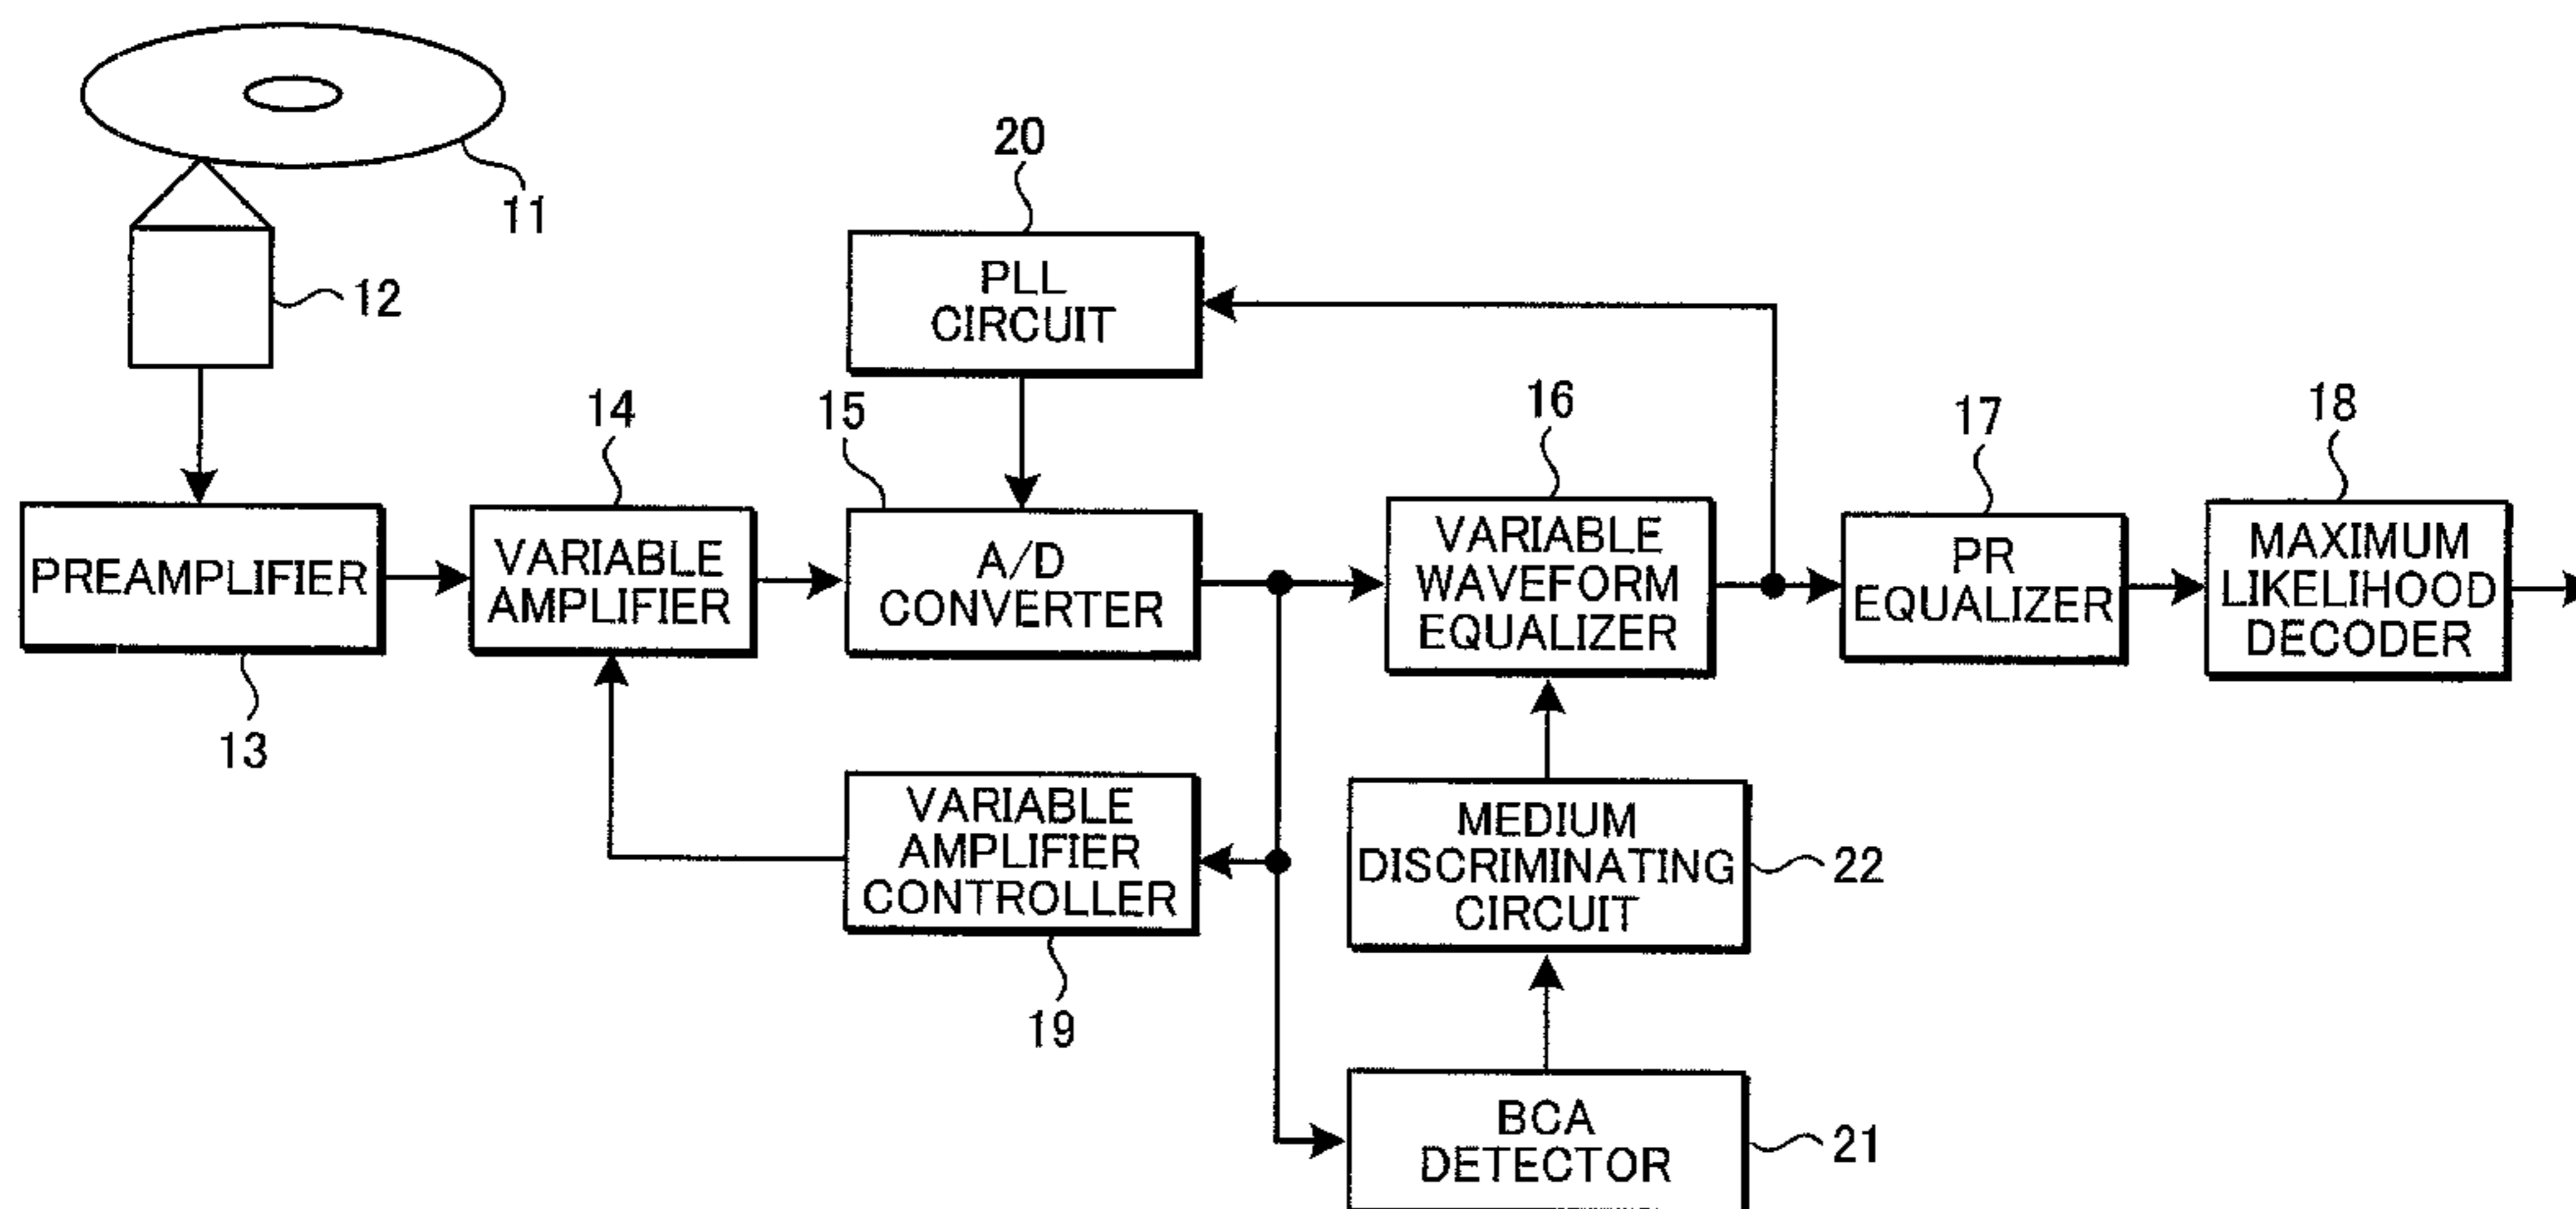 11
12
20
PLL
CIRCUIT
14
15
16
17
18
PREAMPLIFIER
13
VARIABLE
AMPLIFIER
A/D
CONVERTER
VARIABLE
WAVEFORM
EQUALIZER
PR
EQUALIZER
MAXIMUM
LIKELIHOOD
DECODER
VARIABLE
AMPLIFIER
CONTROLLER
19
MEDIUM
DISCRIMINATING
CIRCUIT
22
BCA
DETECTOR
21